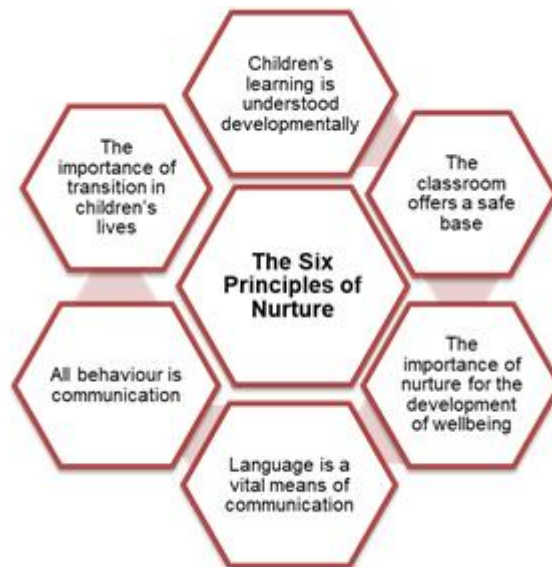 Children's
learning is
understood
developmentally
The
classroom
offers a safe
base
The
importance of
nurture for the
development
of wellbeing
Language is a
vital means of
communication
All behaviour is
communication
The
importance of
transition in
children's
lives
The Six
Principles of
Nurture